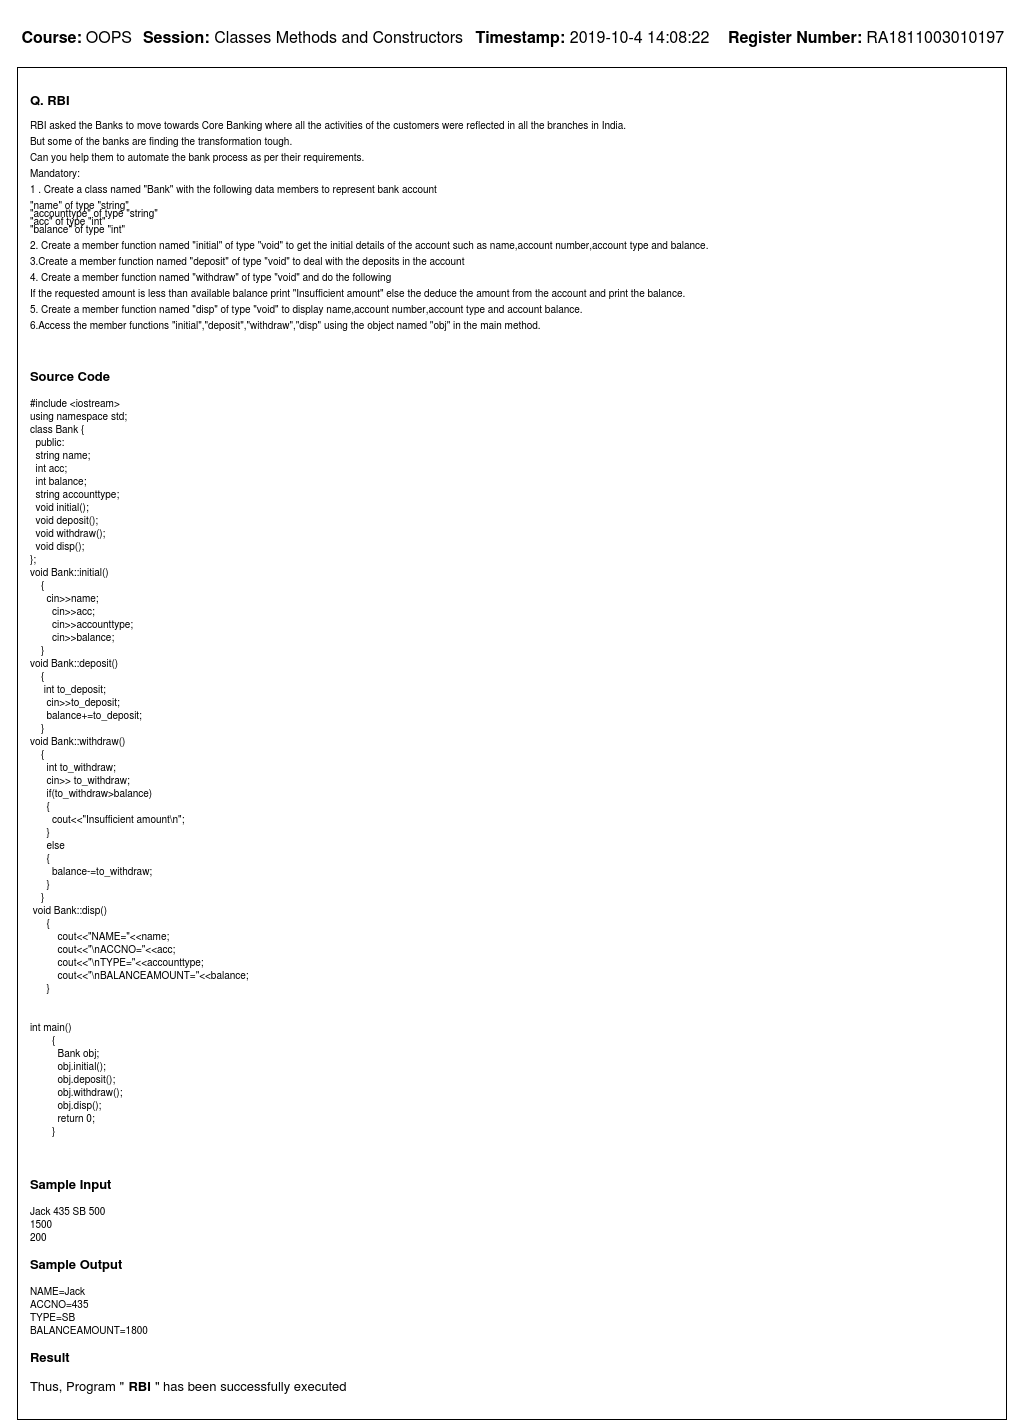 Course: OOPS Session: Classes Methods and Constructors Timestamp: 2019-10-4 14:08:22 Register Number: RA1811003010197
Q. RBI
RBI asked the Banks to move towards Core Banking where all the activities of the customers were reflected in all the branches in India.
But some of the banks are finding the transformation tough.
Can you help them to automate the bank process as per their requirements.
Mandatory:
1 . Create a class named "Bank" with the following data members to represent bank account
"name" of type "string"
"accounttype" of type "string"
"acc" of type "int"
"balance" of type "int"
2. Create a member function named "initial" of type "void" to get the initial details of the account such as name,account number,account type and balance.
3.Create a member function named "deposit" of type "void" to deal with the deposits in the account
4. Create a member function named "withdraw" of type "void" and do the following
If the requested amount is less than available balance print "Insufficient amount" else the deduce the amount from the account and print the balance.
5. Create a member function named "disp" of type "void" to display name,account number,account type and account balance.
6.Access the member functions "initial","deposit","withdraw","disp" using the object named "obj" in the main method.
Source Code
#include <iostream>
using namespace std;
class Bank {
public:
string name;
int acc;
int balance;
string accounttype;
void initial();
void deposit();
void withdraw();
void disp();
};
void Bank::initial()
{
cin>>name;
cin>>acc;
cin>>accounttype;
cin>>balance;
}
void Bank::deposit()
{
int to_deposit;
cin>>to_deposit;
balance+=to_deposit;
}
void Bank::withdraw()
{
int to_withdraw;
cin>> to_withdraw;
if(to_withdraw>balance)
{
cout<<"Insufficient amount\n";
}
else
{
balance-=to_withdraw;
}
}
void Bank::disp()
{
cout<<"NAME="<<name;
cout<<"\nACCNO="<<acc;
cout<<"\nTYPE="<<accounttype;
cout<<"\nBALANCEAMOUNT="<<balance;
}
int main()
{
Bank obj;
obj.initial();
obj.deposit();
obj.withdraw();
obj.disp();
return 0;
}
Sample Input
Jack 435 SB 500
1500
200
Sample Output
NAME=Jack
ACCNO=435
TYPE=SB
BALANCEAMOUNT=1800
Result
Thus, Program " RBI " has been successfully executed